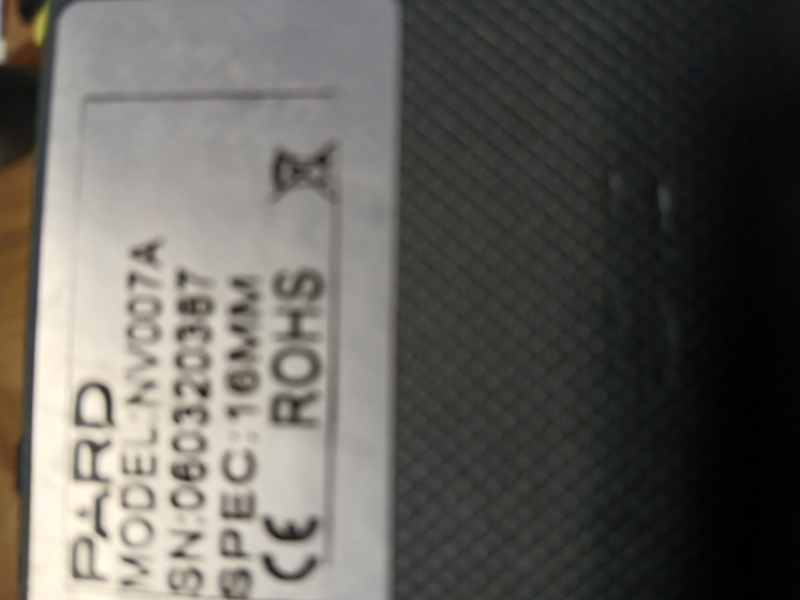 PARD
MODEL:NV007A
SN:060320387
SPEC:16MM
CE ROHS